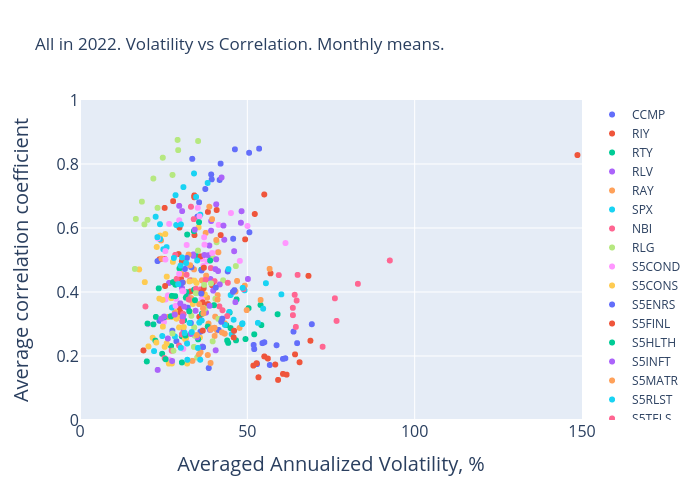 All in 2022. Volatility vs Correlation. Monthly means.
1
0.8
0.6
0.4
0.2
0
0
50
100
150
Average correlation coefficient
Averaged Annualized Volatility, %
CCMP
RIY
RTY
RLV
RAY
SPX
NBI
RLG
S5COND
S5CONS
S5ENRS
S5FINL
S5HLTH
S5INFT
S5MATR
S5RLST
S5TELS